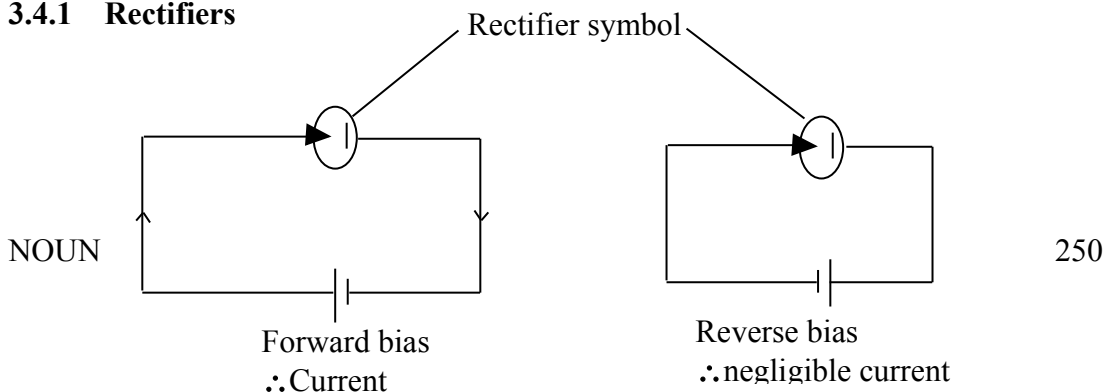 3.4.1 Rectifiers
Rectifier symbol
NOUN
250
Forward bias
∴Current
Reverse bias
∴negligible current